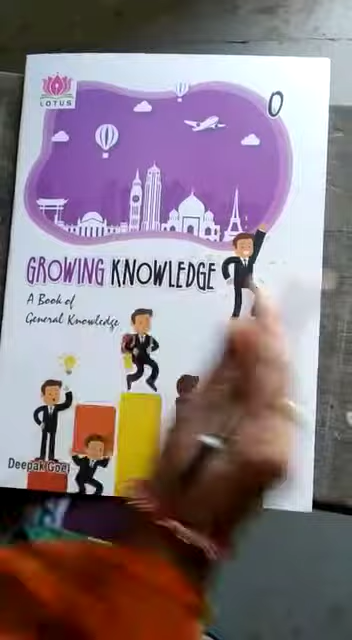 LOTUS
0
GROWING KNOWLEDGE
A Book of
General Knowledge
Deepak Goel